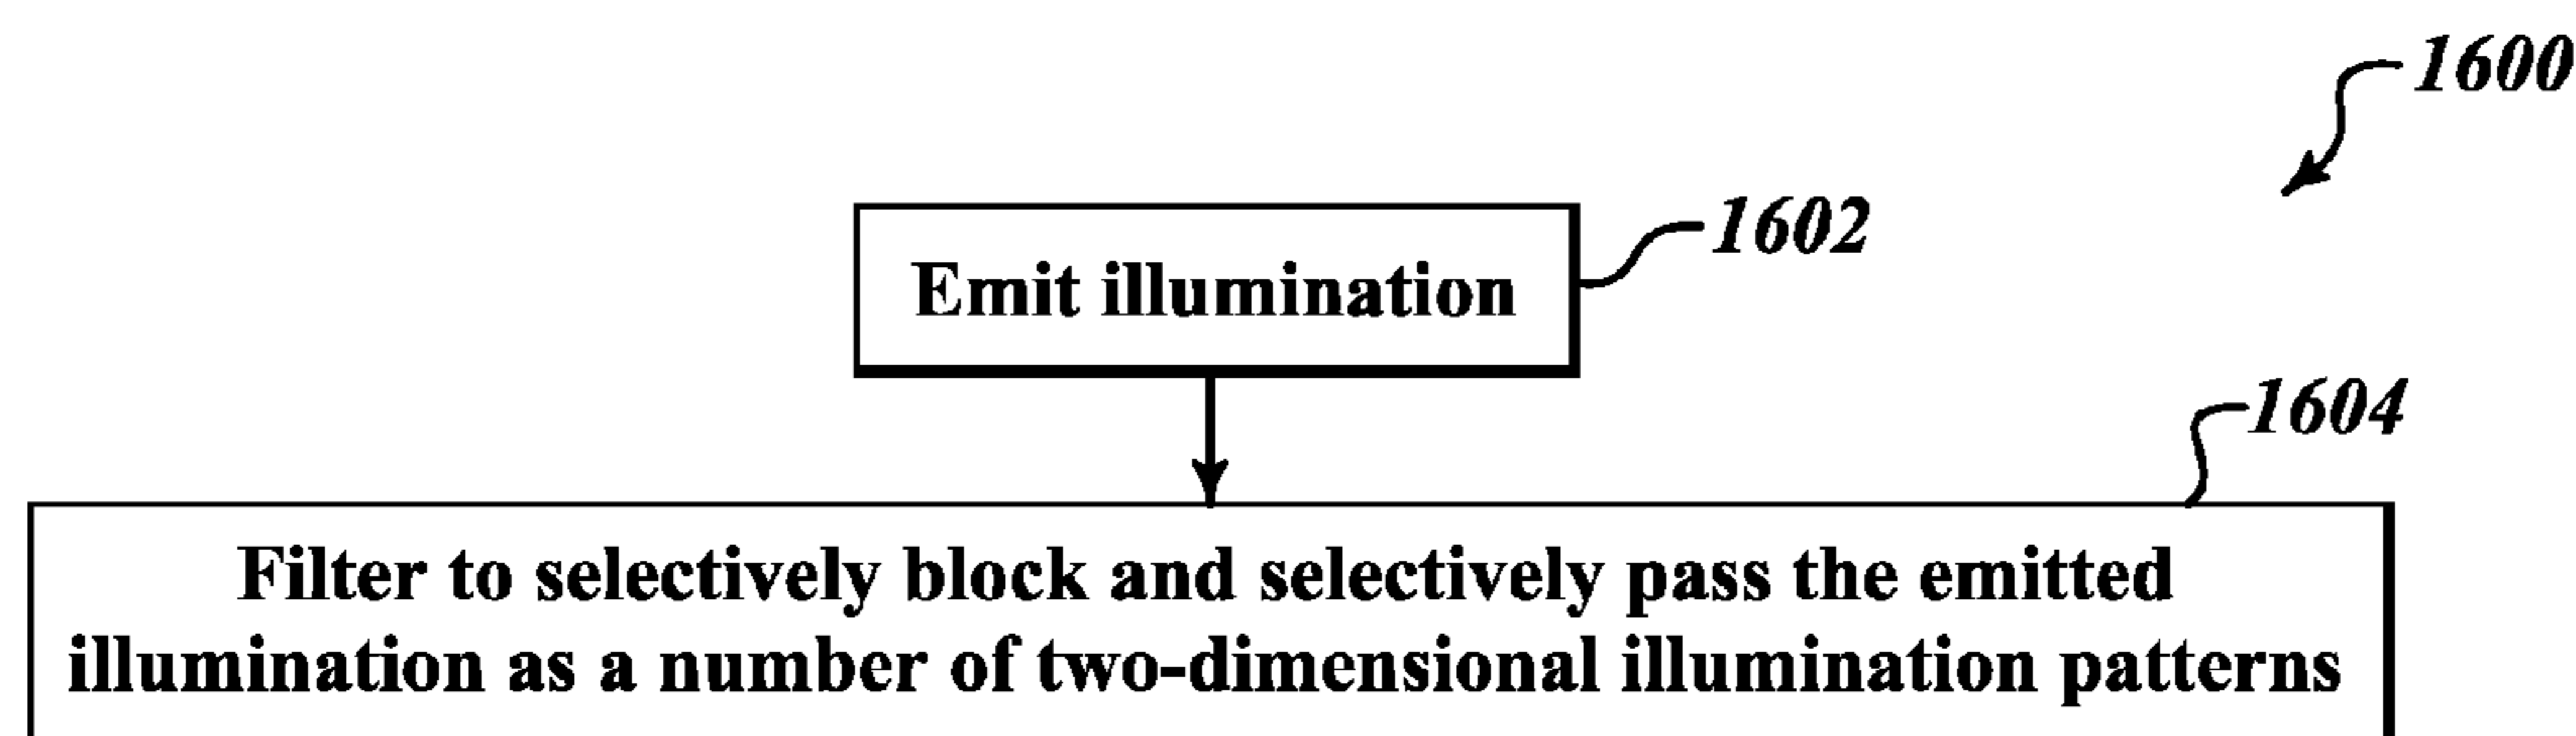 1600
1602
Emit illumination
1604
Filter to selectively block and selectively pass the emitted
illumination as a number of two-dimensional illumination patterns